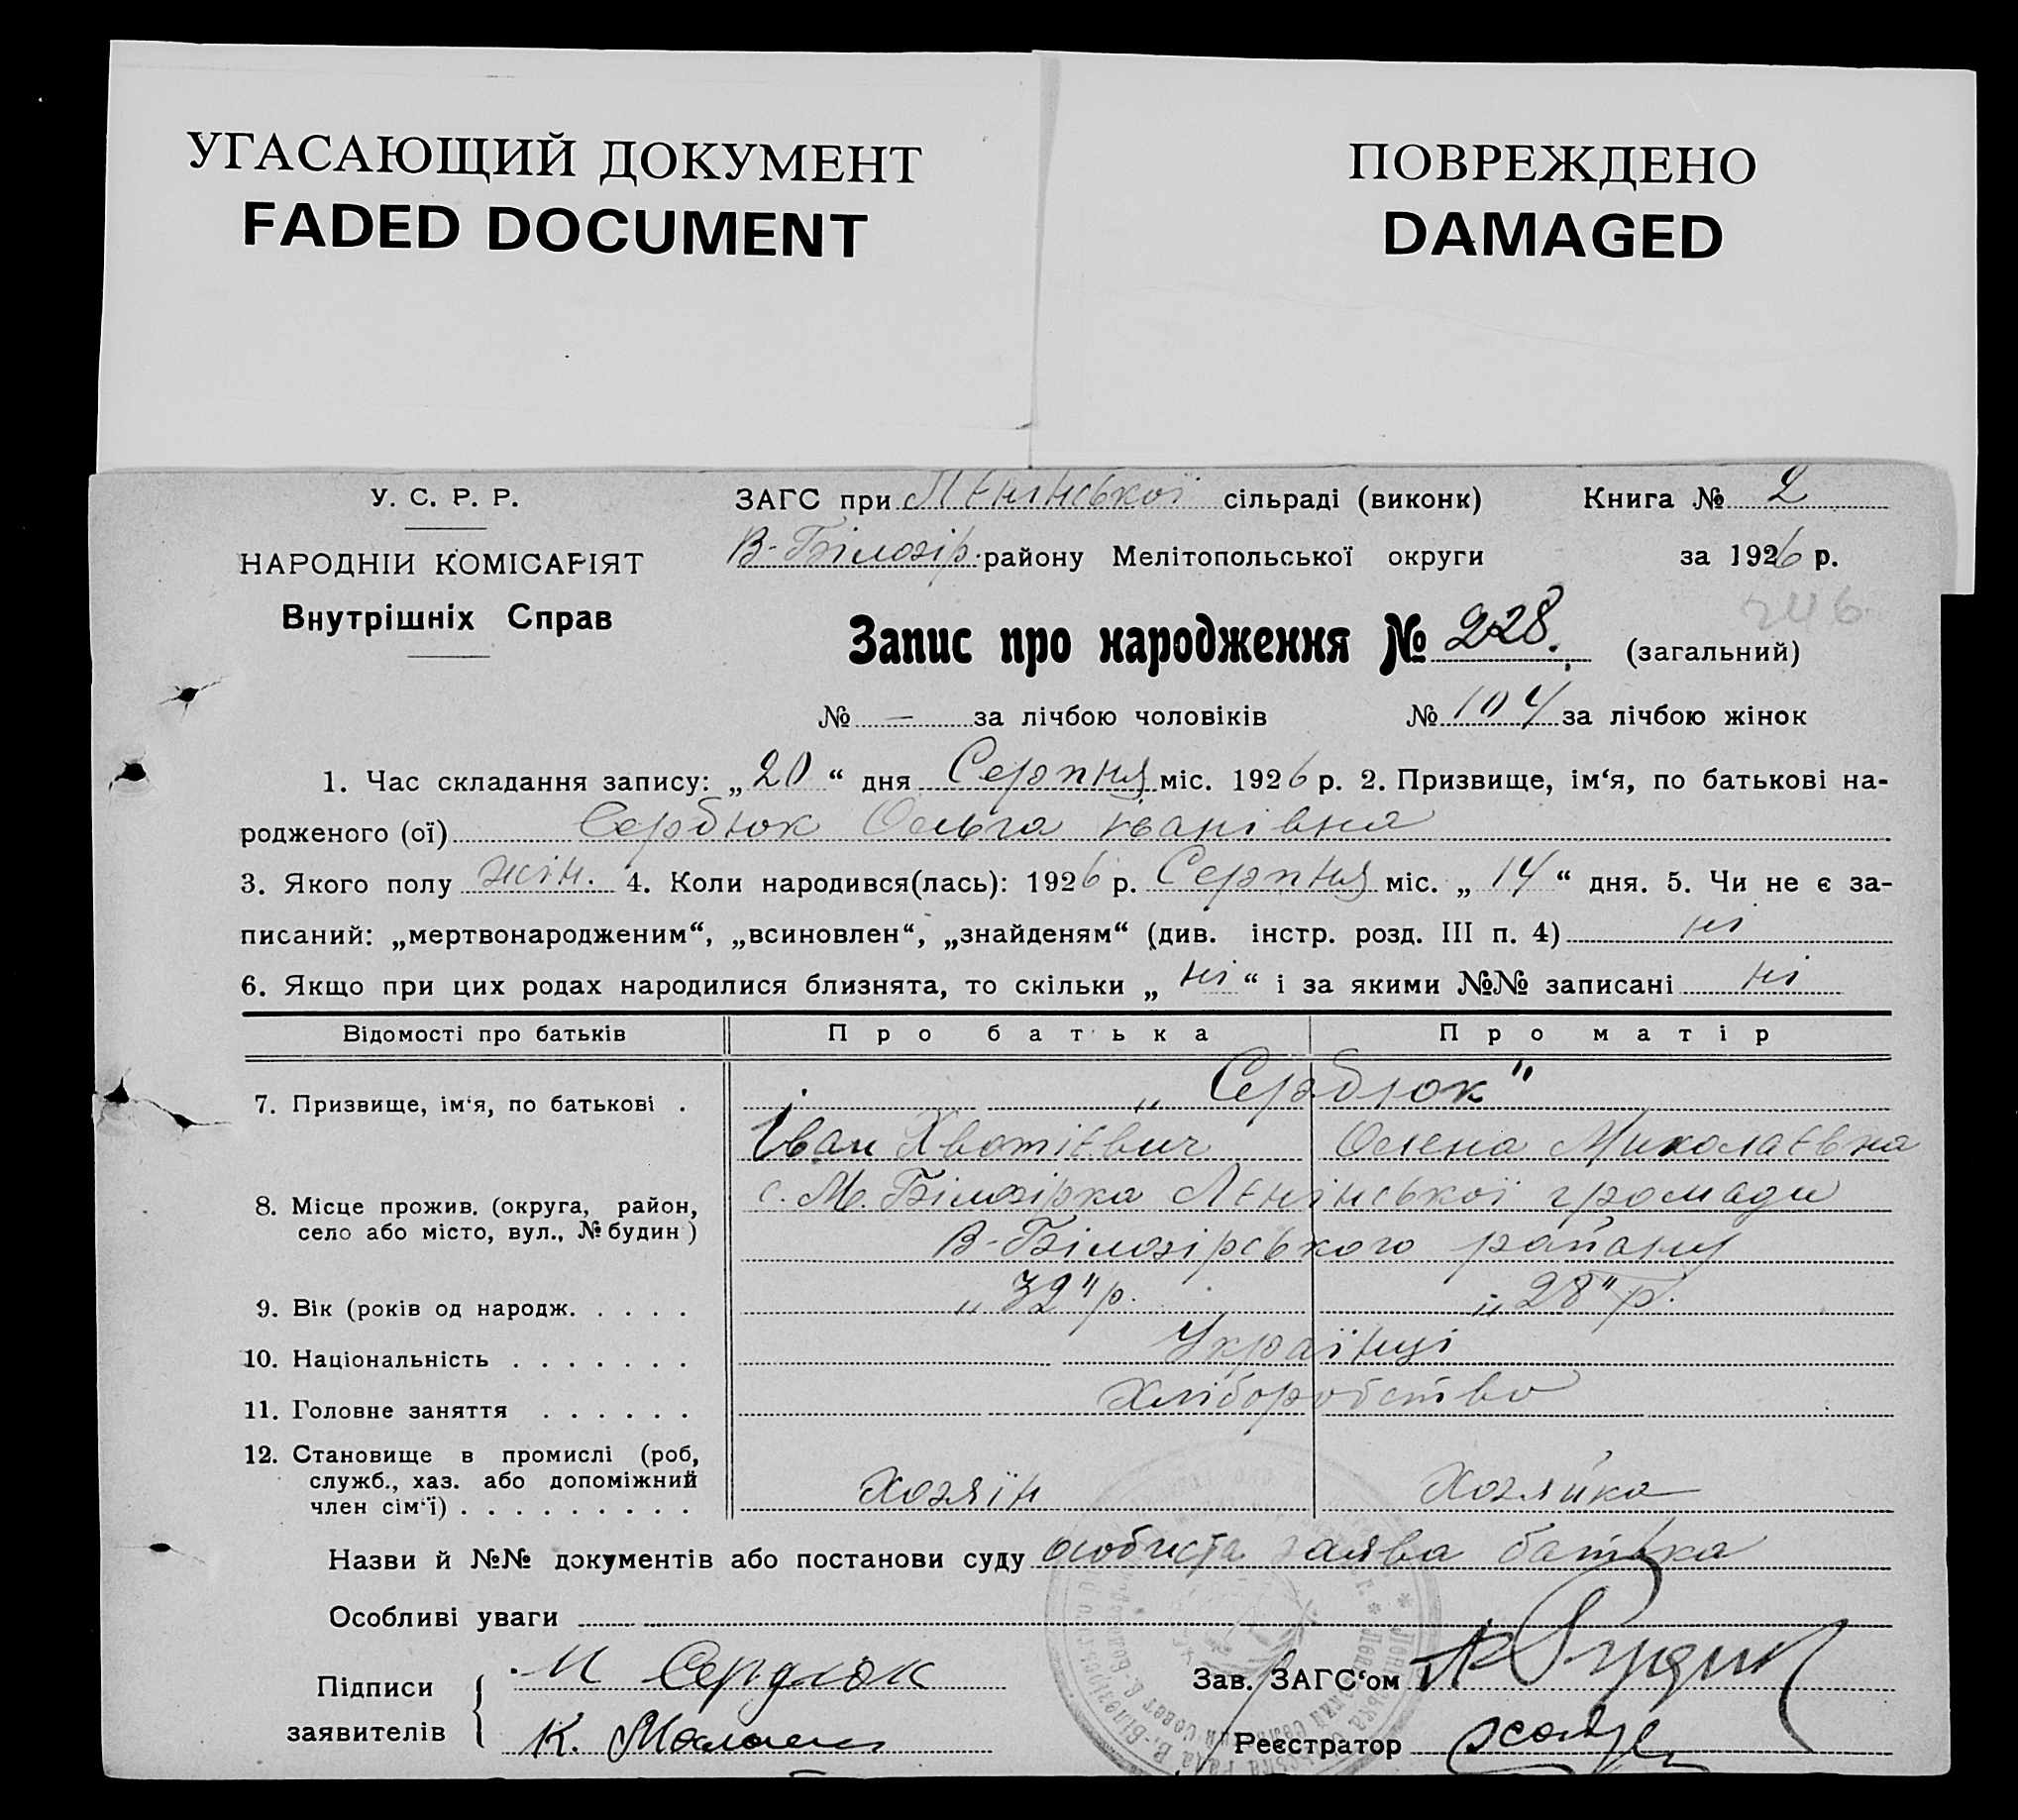 УГАСАЮЩИЙ ДОКУМЕНТ
FADED DOCUMENT
ПОВРЕЖДЕНО
DAMAGED
У. С. Р. Р.
НАРОДНІЙ КОМІСАРІЯТ
Внутрішніх Справ
ЗАГС при Ленінської сільраді (виконк) Книга № 2
В-Білозір. району Мелітопольської округи за 1926 р.
246
Запис про народження № 228. (загальний)
№ — за лічбою чоловіків № 104 за лічбою жінок
1. Час складання запису: „20“ дня Серпня міс. 1926 р. 2. Призвище, ім‘я, по батькові на-
родженого (ої) Сердюк Ольга Іванівна
3. Якого полу жін. 4. Коли народився(лась): 1926 р. Серпня міс. „14“ дня. 5. Чи не є за-
писаний: „мертвонародженим“, „всиновлен“, „знайденям“ (див. інстр. розд. III п. 4) ні
6. Якщо при цих родах народилися близнята, то скільки „ні“ і за якими №№ записані ні
Відомості про батьків Про батька Про матір
7. Призвище, ім‘я, по батькові . „Сердюк"
Іван Хвотієвич Олена Миколаєвна
8. Місце прожив. (округа, район, с. М. Білозірка Ленінської громади
село або місто, вул., № будин ) В-Білозірського району
9. Вік (років од народж. . . . . „32" р. „28" р.
10. Національність . . . . . . . Українці
11. Головне заняття . . . . . . Хліборобство
12. Становище в промислі (роб,
служб., хаз. або допоміжний
член сім‘ї) . . . . . . . . . Хозяїн Хозяйка
Назви й №№ документів або постанови суду особиста заява батька
Особливі уваги
Підписи заявителів И Сердюк
К.
Зав. ЗАГС‘ом
Реєстратор